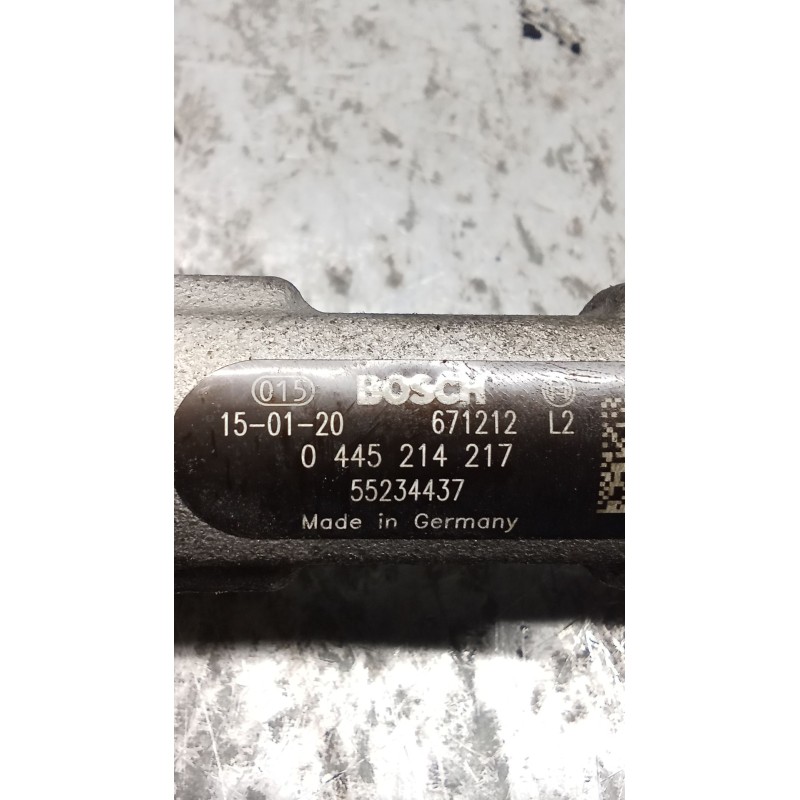 015 BOSCH
15-01-20 671212 L2
0 445 214 217
55234437
Made in Germany